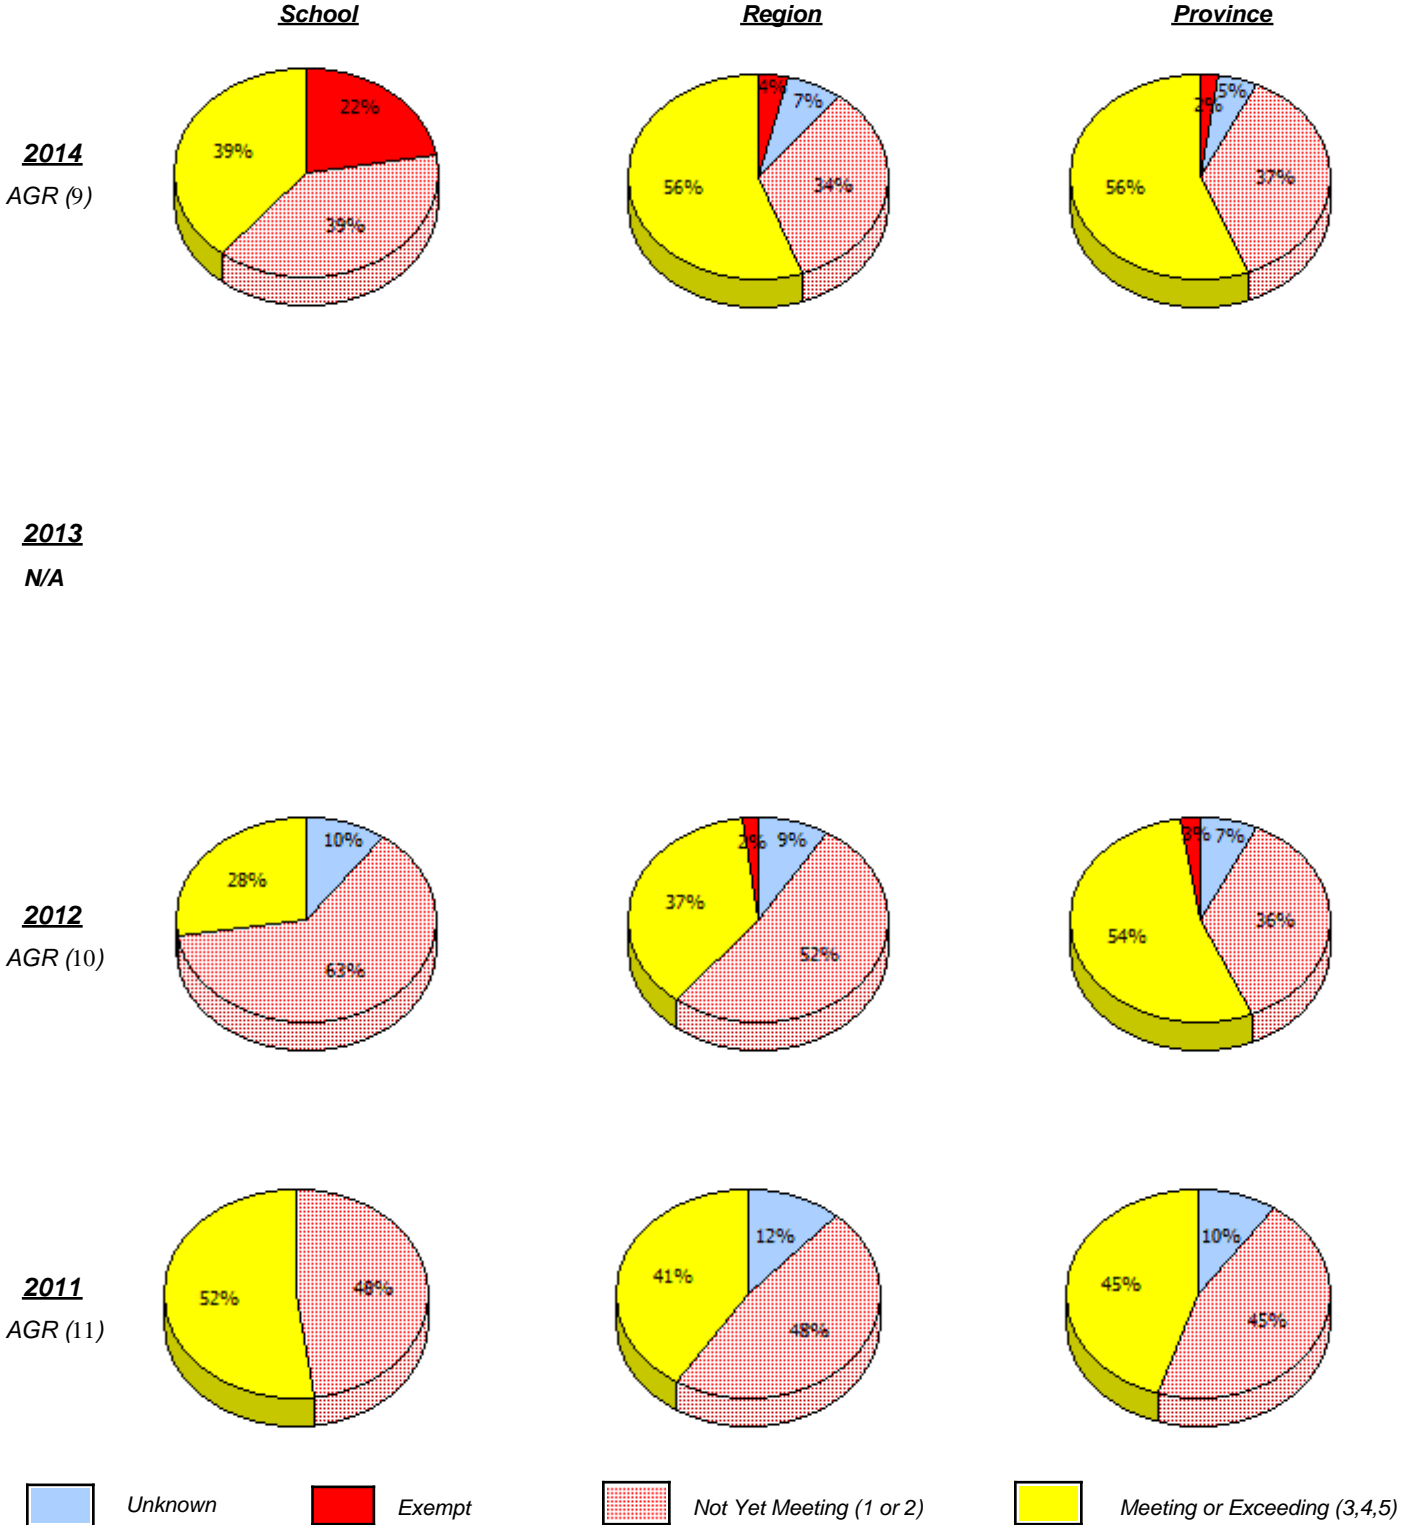 School Region Province
22% 39% 39%
4% 7% 34% 56%
2% 5% 37% 56%
2014
AGR (9)
2013
N/A
10% 28% 63%
2% 9% 37% 52%
3% 7% 54% 36%
2012
AGR (10)
52% 48%
12% 41% 48%
10% 45% 45%
2011
AGR (11)
Unknown Exempt Not Yet Meeting (1 or 2) Meeting or Exceeding (3,4,5)